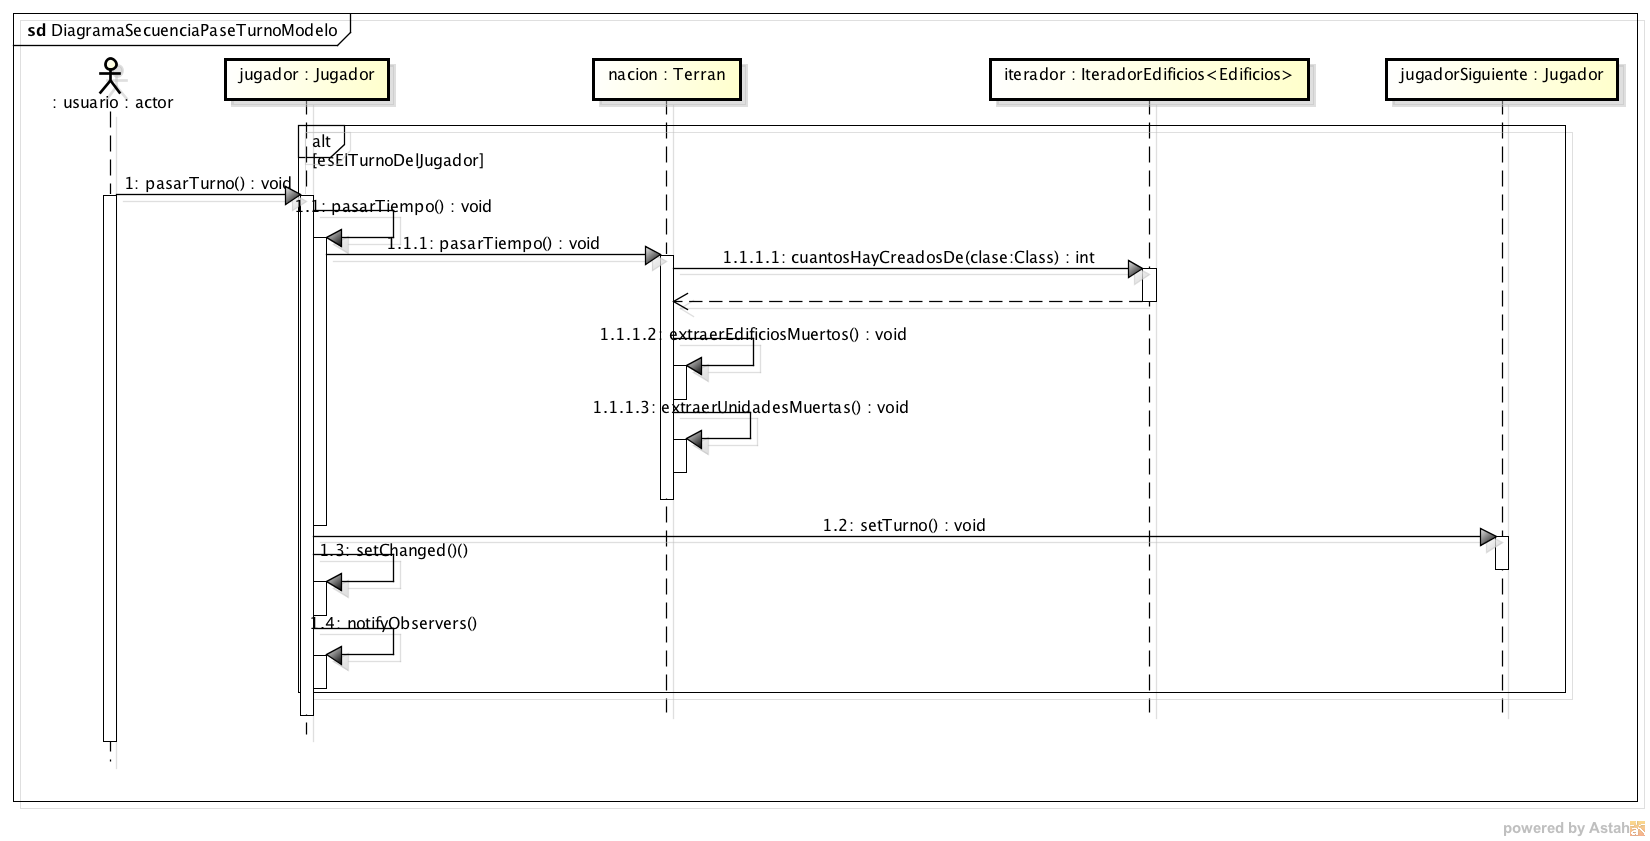 sd DiagramaSecuenciaPaseTurnoModelo
: usuario : actor
jugador : Jugador
nacion : Terran
iterador : IteradorEdificios<Edificios>
jugadorSiguiente : Jugador
alt
[esElTurnoDelJugador]
1: pasarTurno() : void
1.1: pasarTiempo() : void
1.1.1: pasarTiempo() : void
1.1.1.1: cuantosHayCreadosDe(clase:Class) : int
1.1.1.2: extraerEdificiosMuertos() : void
1.1.1.3: extraerUnidadesMuertas() : void
1.2: setTurno() : void
1.3: setChanged()()
1.4: notifyObservers()
powered by Astah